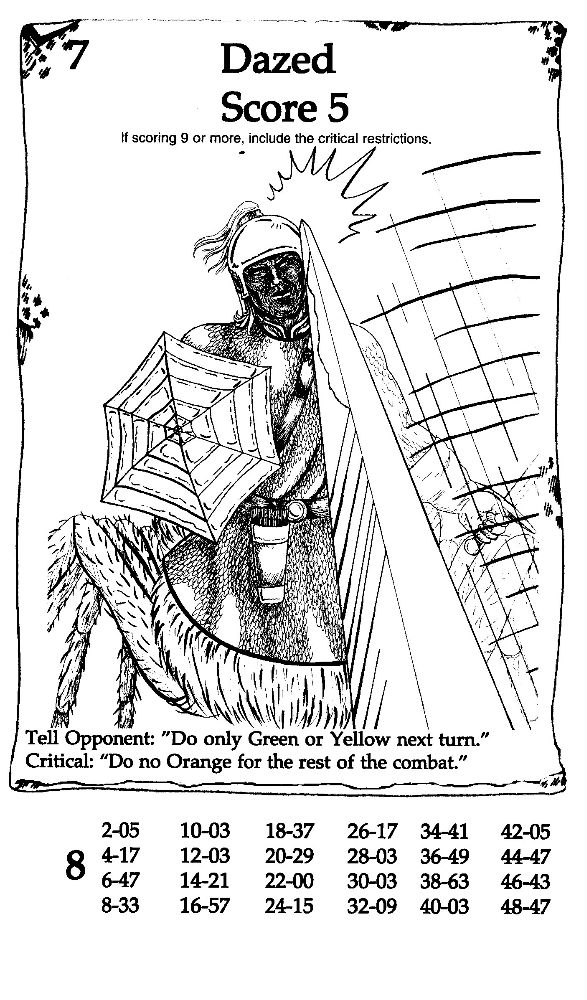 7
Dazed
Score 5
If scoring 9 or more, include the critical restrictions.
Tell Opponent: "Do only Green or Yellow next turn."
Critical: "Do no Orange for the rest of the combat."
8
2-05 10-03 18-37 26-17 34-41 42-05
4-17 12-03 20-29 28-03 36-49 44-47
6-47 14-21 22-00 30-03 38-63 46-43
8-33 16-57 24-15 32-09 40-03 48-47